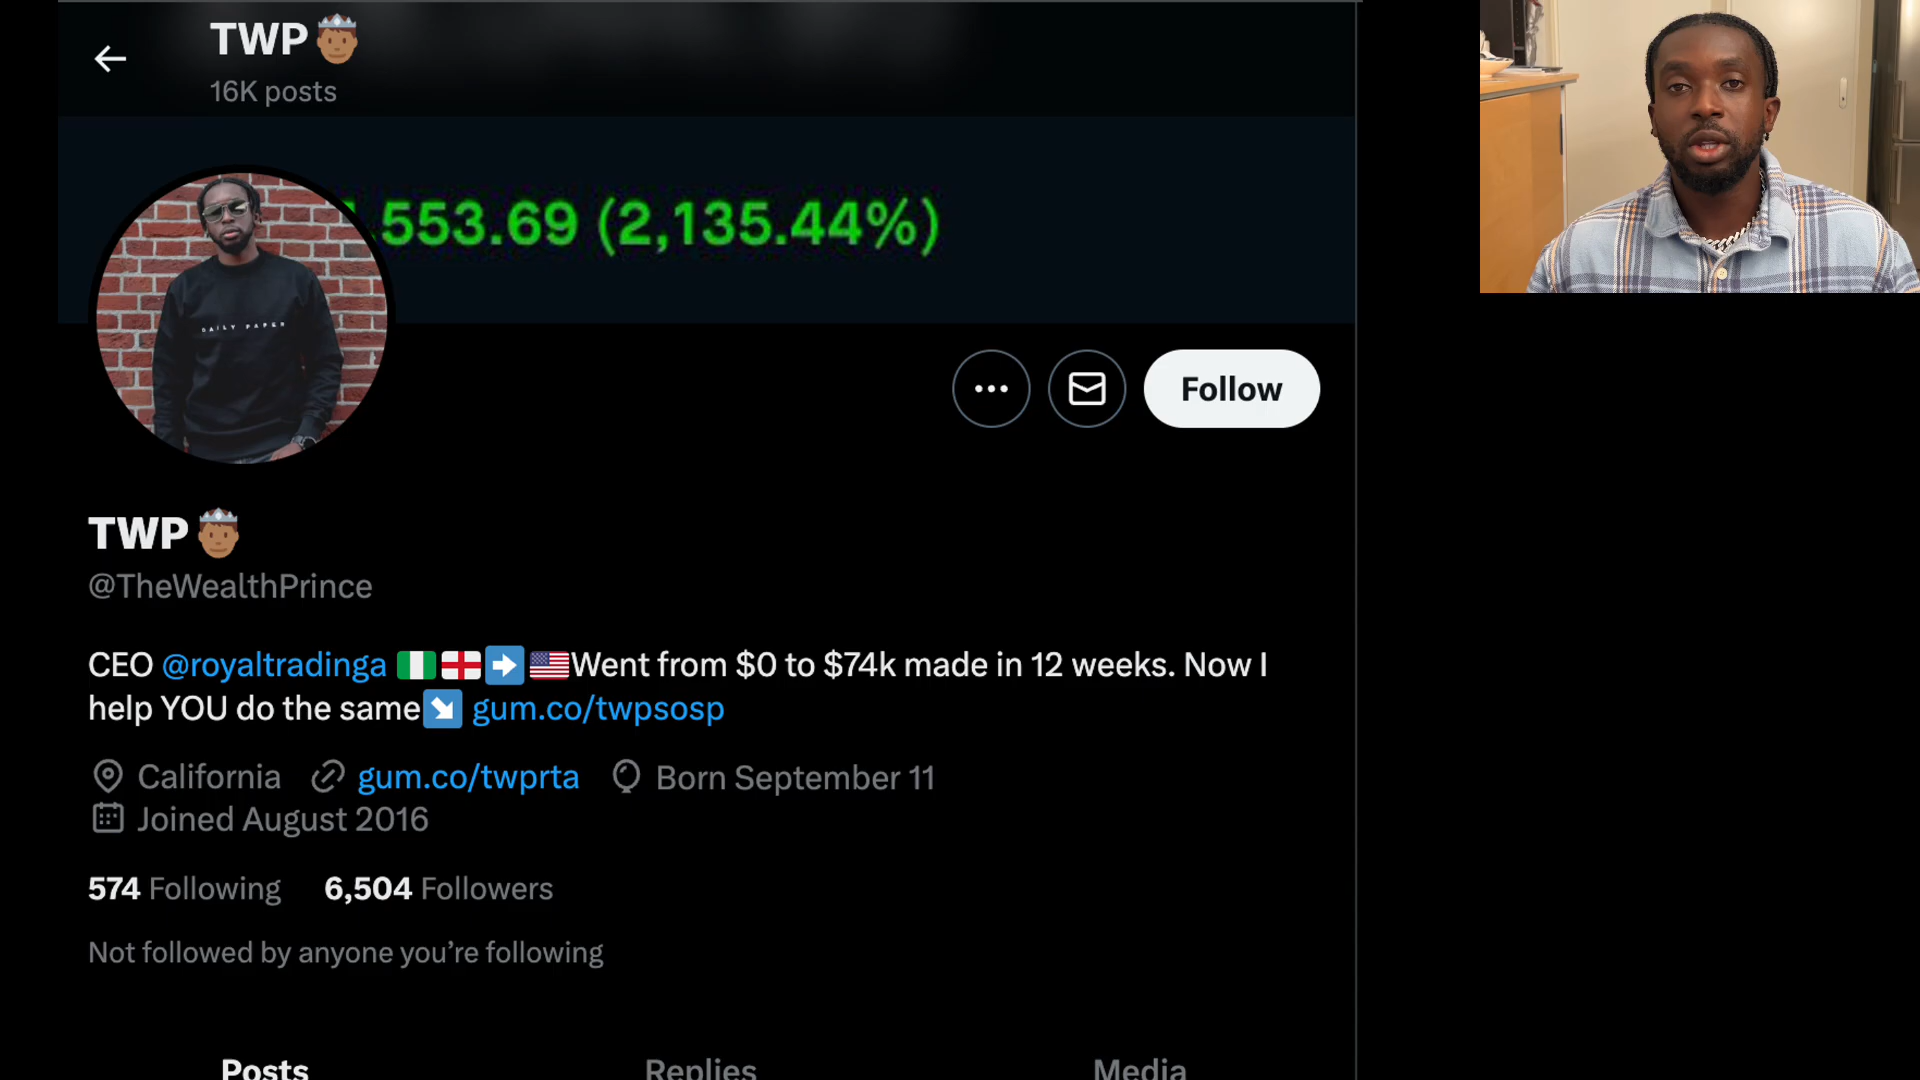 TWP
16K posts
.553.69 (2,135.44%)
DAILY PAPER
Follow
TWP
@TheWealthPrince
CEO @royaltradinga Went from $0 to $74k made in 12 weeks. Now I
help YOU do the same gum.co/twpsosp
California gum.co/twprta Born September 11
Joined August 2016
574 Following 6,504 Followers
Not followed by anyone you’re following
Posts Replies Media